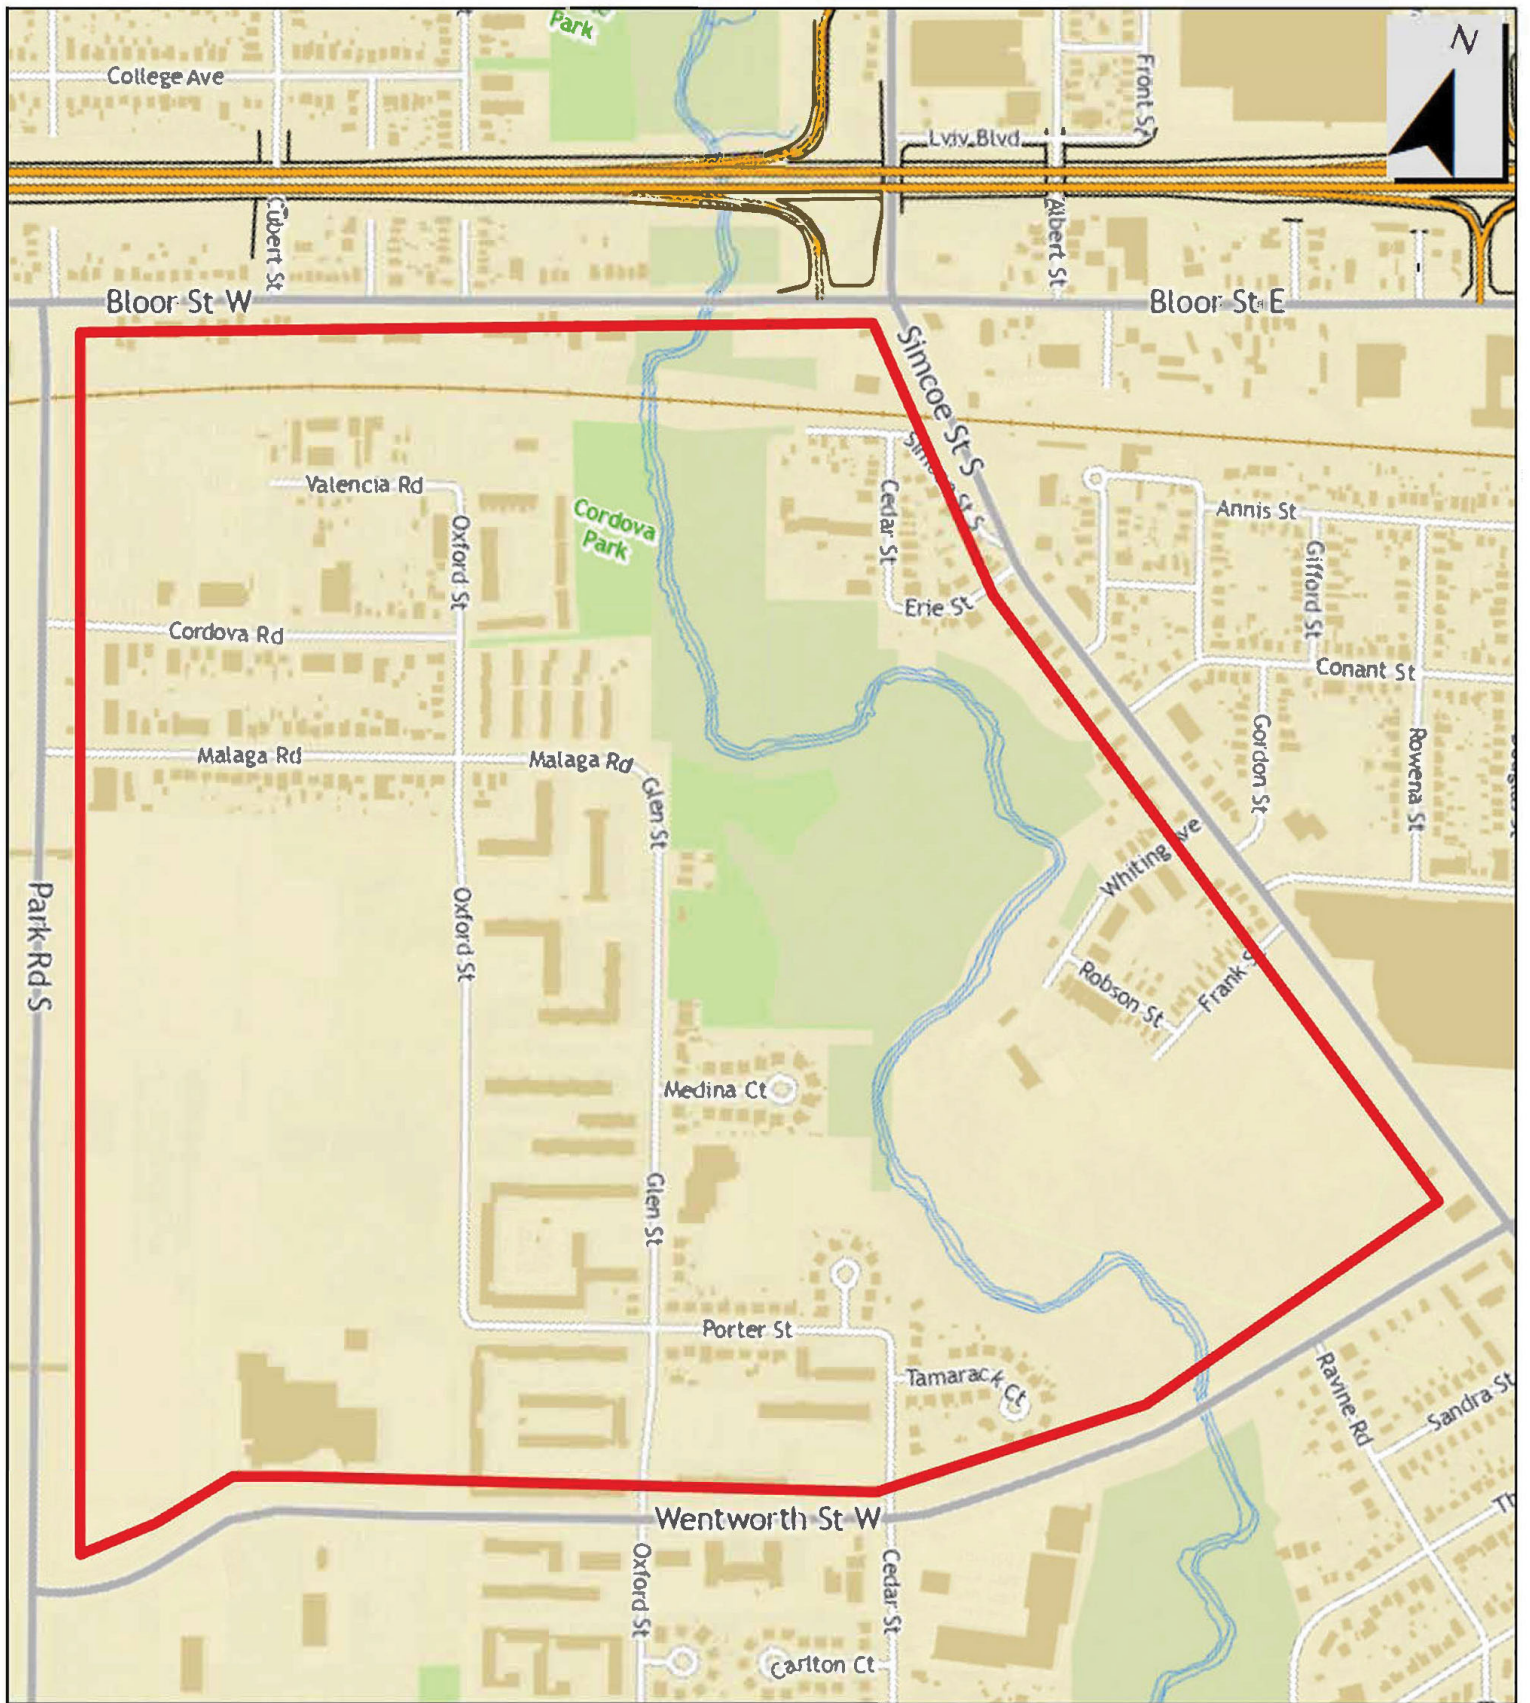 Park
N
College Ave
Front St
Lviv Blvd
Cubert St
Albert St
Bloor St W
Bloor St E
Simcoe St S
Simcoe St S
Valencia Rd
Cordova
Park
Cedar St
Annis St
Oxford St
Gifford St
Erie St
Cordova Rd
Conant St
Malaga Rd
Malaga Rd
Gordon St
Rowena St
Glen St
Whiting Ave
Park Rd S
Oxford St
Robson St
Frank St
Medina Ct
Glen St
Porter St
Tamarack Ct
Ravine Rd
Sandra St
Wentworth St W
Oxford St
Cedar St
Carlton Ct